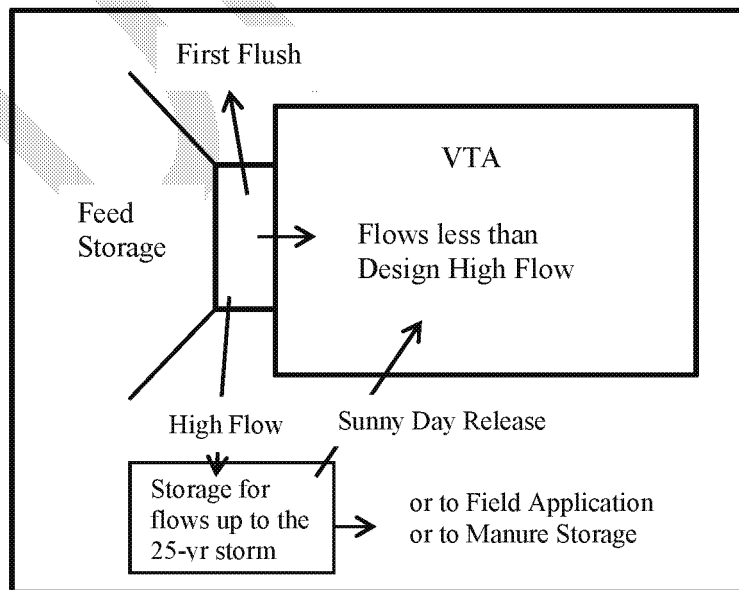 First Flush
VTA
Feed
Storage
Flows less than
Design High Flow
High Flow
Sunny Day Release
Storage for
flows up to the
25-yr storm
or to Field Application
or to Manure Storage